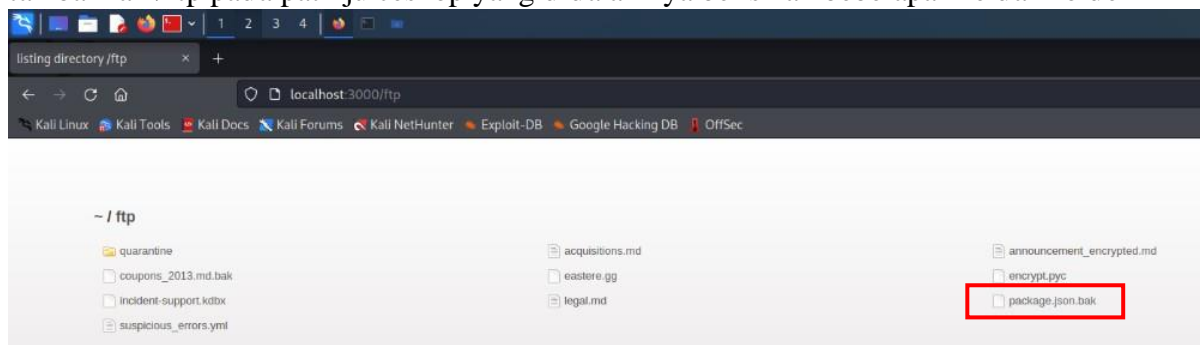 1 2 3 4
listing directory /ftp × +
localhost:3000/ftp
Kali Linux Kali Tools Kali Docs Kali Forums Kali NetHunter Exploit-DB Google Hacking DB OffSec
~ / ftp
quarantine acquisitions.md announcement_encrypted.md
coupons_2013.md.bak eastere.gg encrypt.pyc
incident-support.kdbx legal.md package.json.bak
suspicious_errors.yml